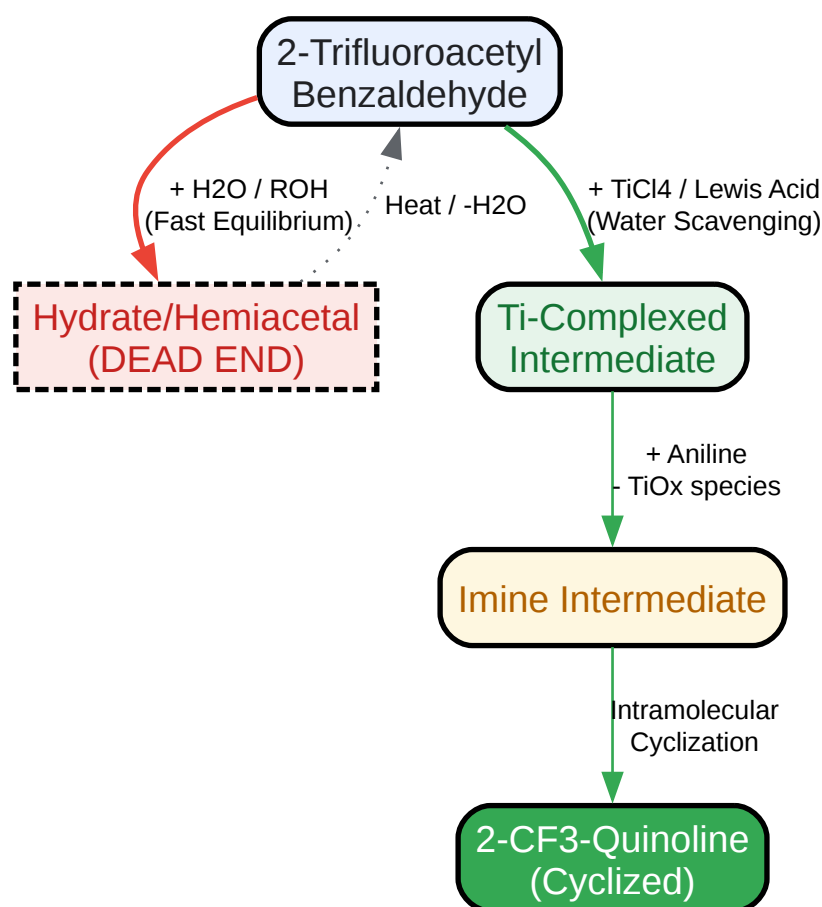 2-Trifluoroacetyl
Benzaldehyde
+ H2O / ROH
(Fast Equilibrium)
Heat / -H2O
+ TiCl4 / Lewis Acid
(Water Scavenging)
Hydrate/Hemiacetal
(DEAD END)
Ti-Complexed
Intermediate
+ Aniline
- TiOx species
Imine Intermediate
Intramolecular
Cyclization
2-CF3-Quinoline
(Cyclized)